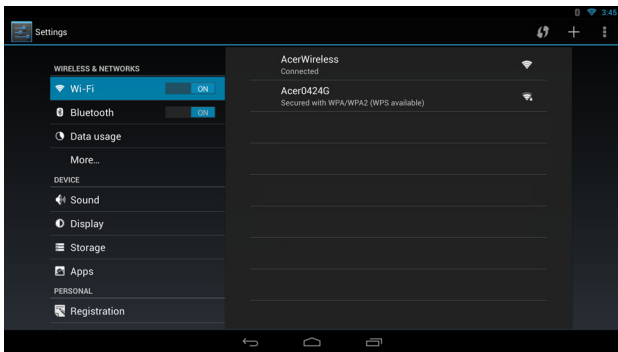 3:45
Settings
WIRELESS & NETWORKS
Wi-Fi ON
Bluetooth ON
Data usage
More...
DEVICE
Sound
Display
Storage
Apps
PERSONAL
Registration
AcerWireless
Connected
Acer0424G
Secured with WPA/WPA2 (WPS available)